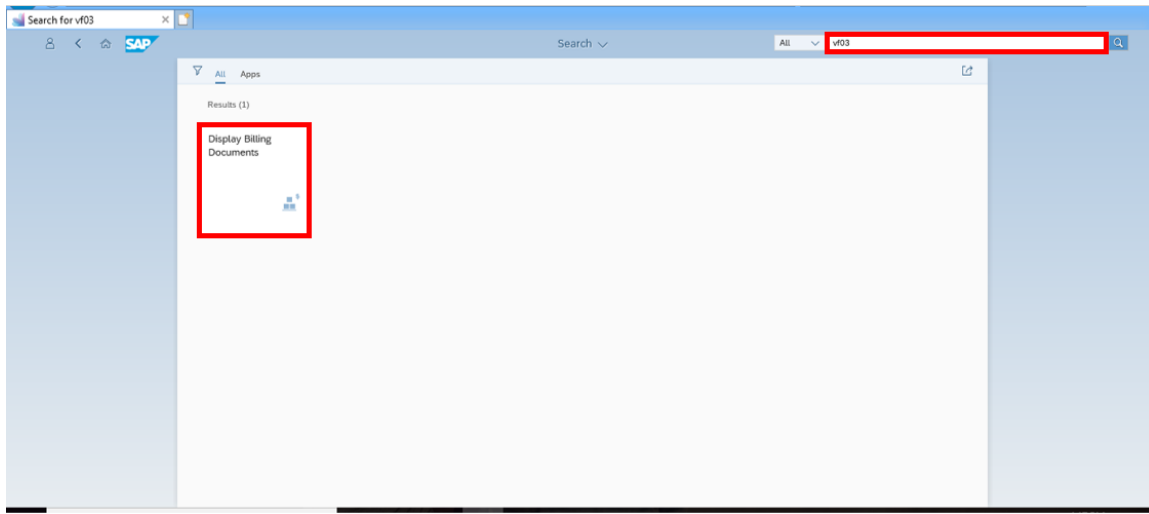 Search for vf03
SAP
Search
All
vf03
All Apps
Results (1)
Display Billing
Documents